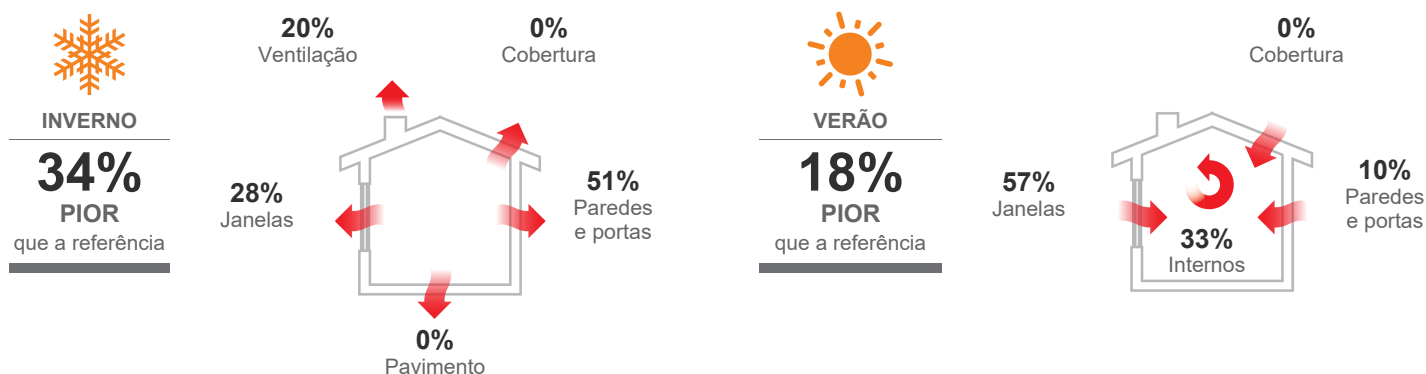 INVERNO
34%
PIOR
que a referência
20%
Ventilação
0%
Cobertura
28%
Janelas
51%
Paredes
e portas
0%
Pavimento
VERÃO
18%
PIOR
que a referência
0%
Cobertura
57%
Janelas
10%
Paredes
e portas
33%
Internos